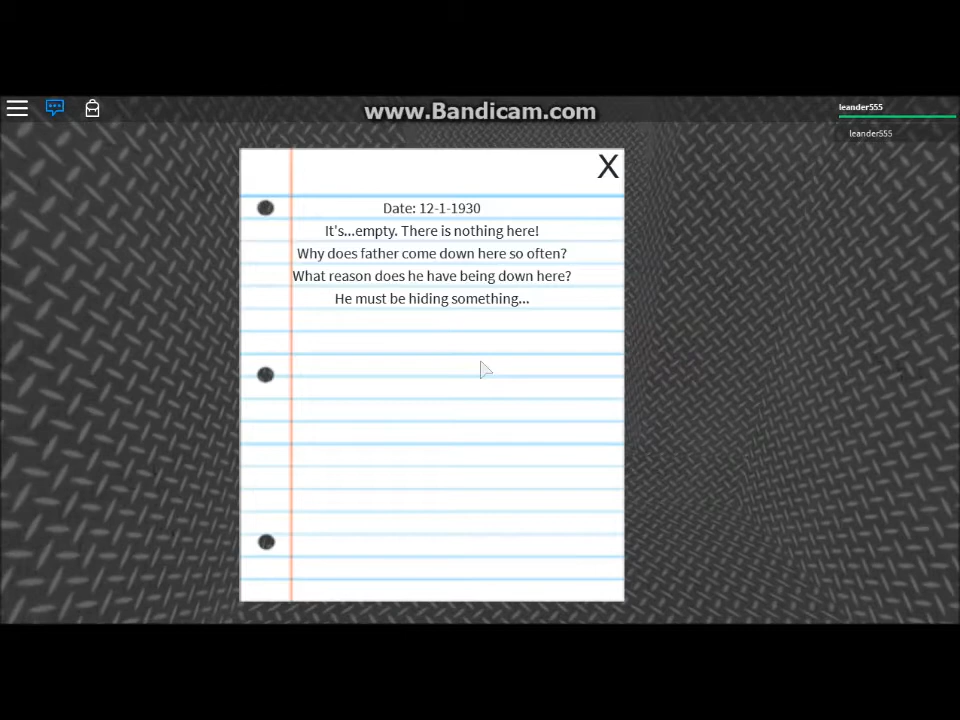 www.Bandicam.com
leander555
leander555
X
Date: 12-1-1930
It's...empty. There is nothing here!
Why does father come down here so often?
What reason does he have being down here?
He must be hiding something...